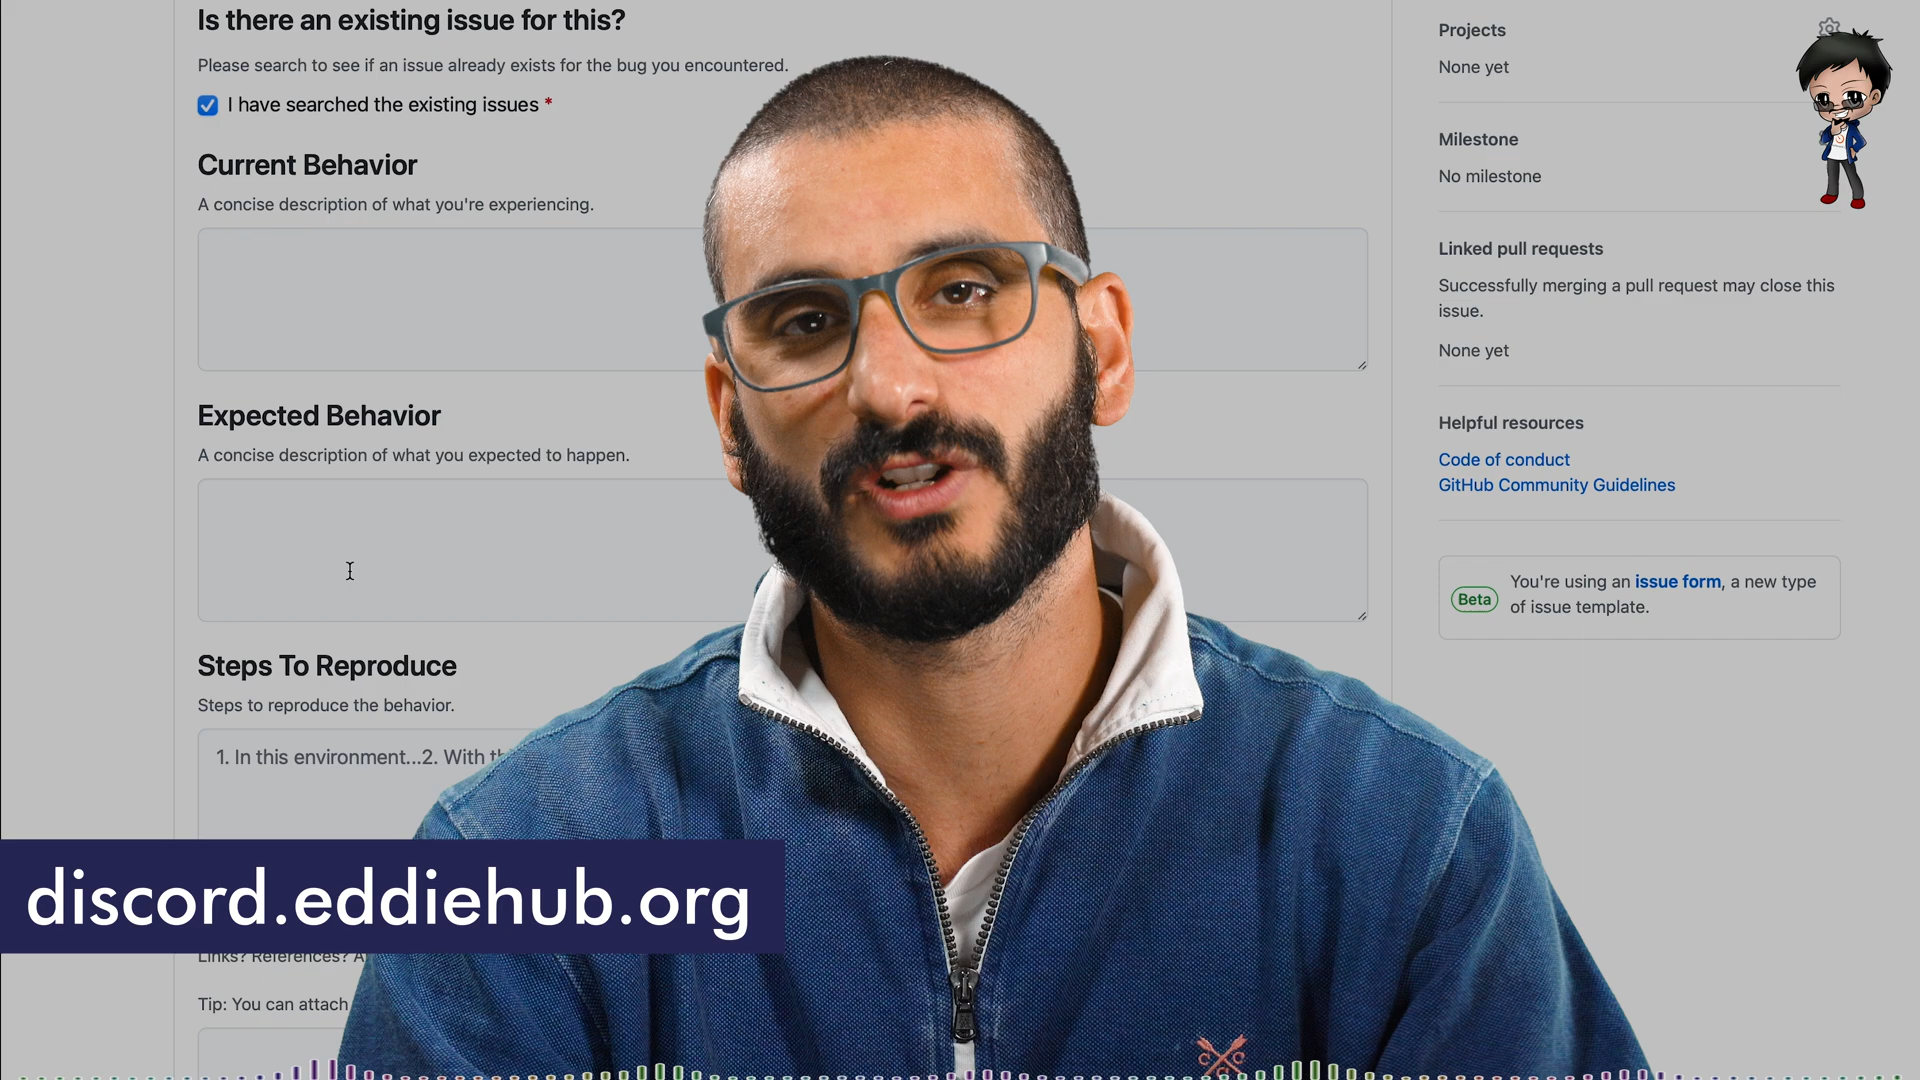 Is there an existing issue for this?
Please search to see if an issue already exists for the bug you encountered.
I have searched the existing issues *
Current Behavior
A concise description of what you're experiencing.
Expected Behavior
A concise description of what you expected to happen.
Steps To Reproduce
Steps to reproduce the behavior.
1. In this environment...2. With
discord.eddiehub.org
Links? References?
Tip: You can attach
Projects
None yet
Milestone
No milestone
Linked pull requests
Successfully merging a pull request may close this
issue.
None yet
Helpful resources
Code of conduct
GitHub Community Guidelines
Beta
You're using an issue form, a new type
of issue template.